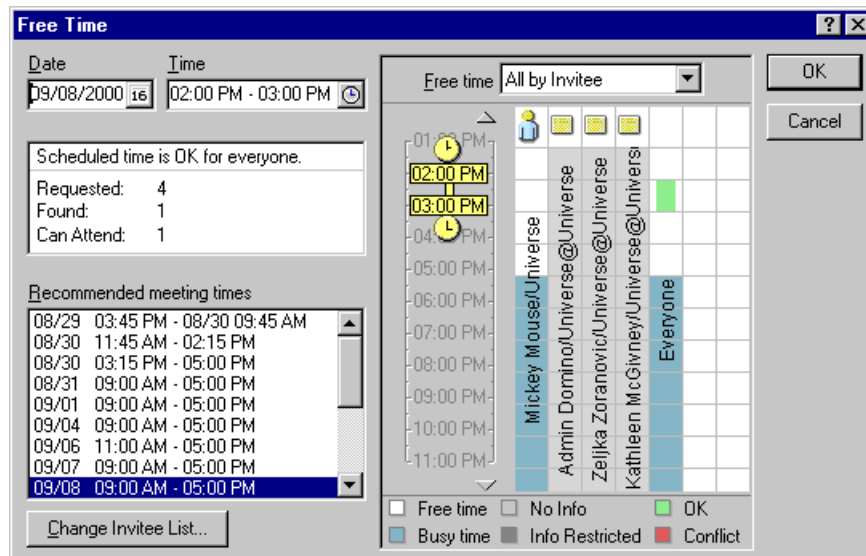 Free Time
Date
Time
09/08/2000
16
02:00 PM - 03:00 PM
Scheduled time is OK for everyone.
Requested: 4
Found: 1
Can Attend: 1
Recommended meeting times
08/29 03:45 PM - 08/30 09:45 AM
08/30 11:45 AM - 02:15 PM
08/30 03:15 PM - 05:00 PM
08/31 09:00 AM - 05:00 PM
09/01 09:00 AM - 05:00 PM
09/04 09:00 AM - 05:00 PM
09/06 11:00 AM - 05:00 PM
09/07 09:00 AM - 05:00 PM
09/08 09:00 AM - 05:00 PM
Change Invitee List...
Free time
All by Invitee
02:00 PM
03:00 PM
05:00 PM
06:00 PM
07:00 PM
08:00 PM
09:00 PM
10:00 PM
11:00 PM
Mickey Mouse/Universe
Admin Domino/Universe@Universe
Zeljka Zoranovic/Universe@Universe
Kathleen McGivney/Universe@Univers
Everyone
Free time
No Info
OK
Busy time
Info Restricted
Conflict
OK
Cancel